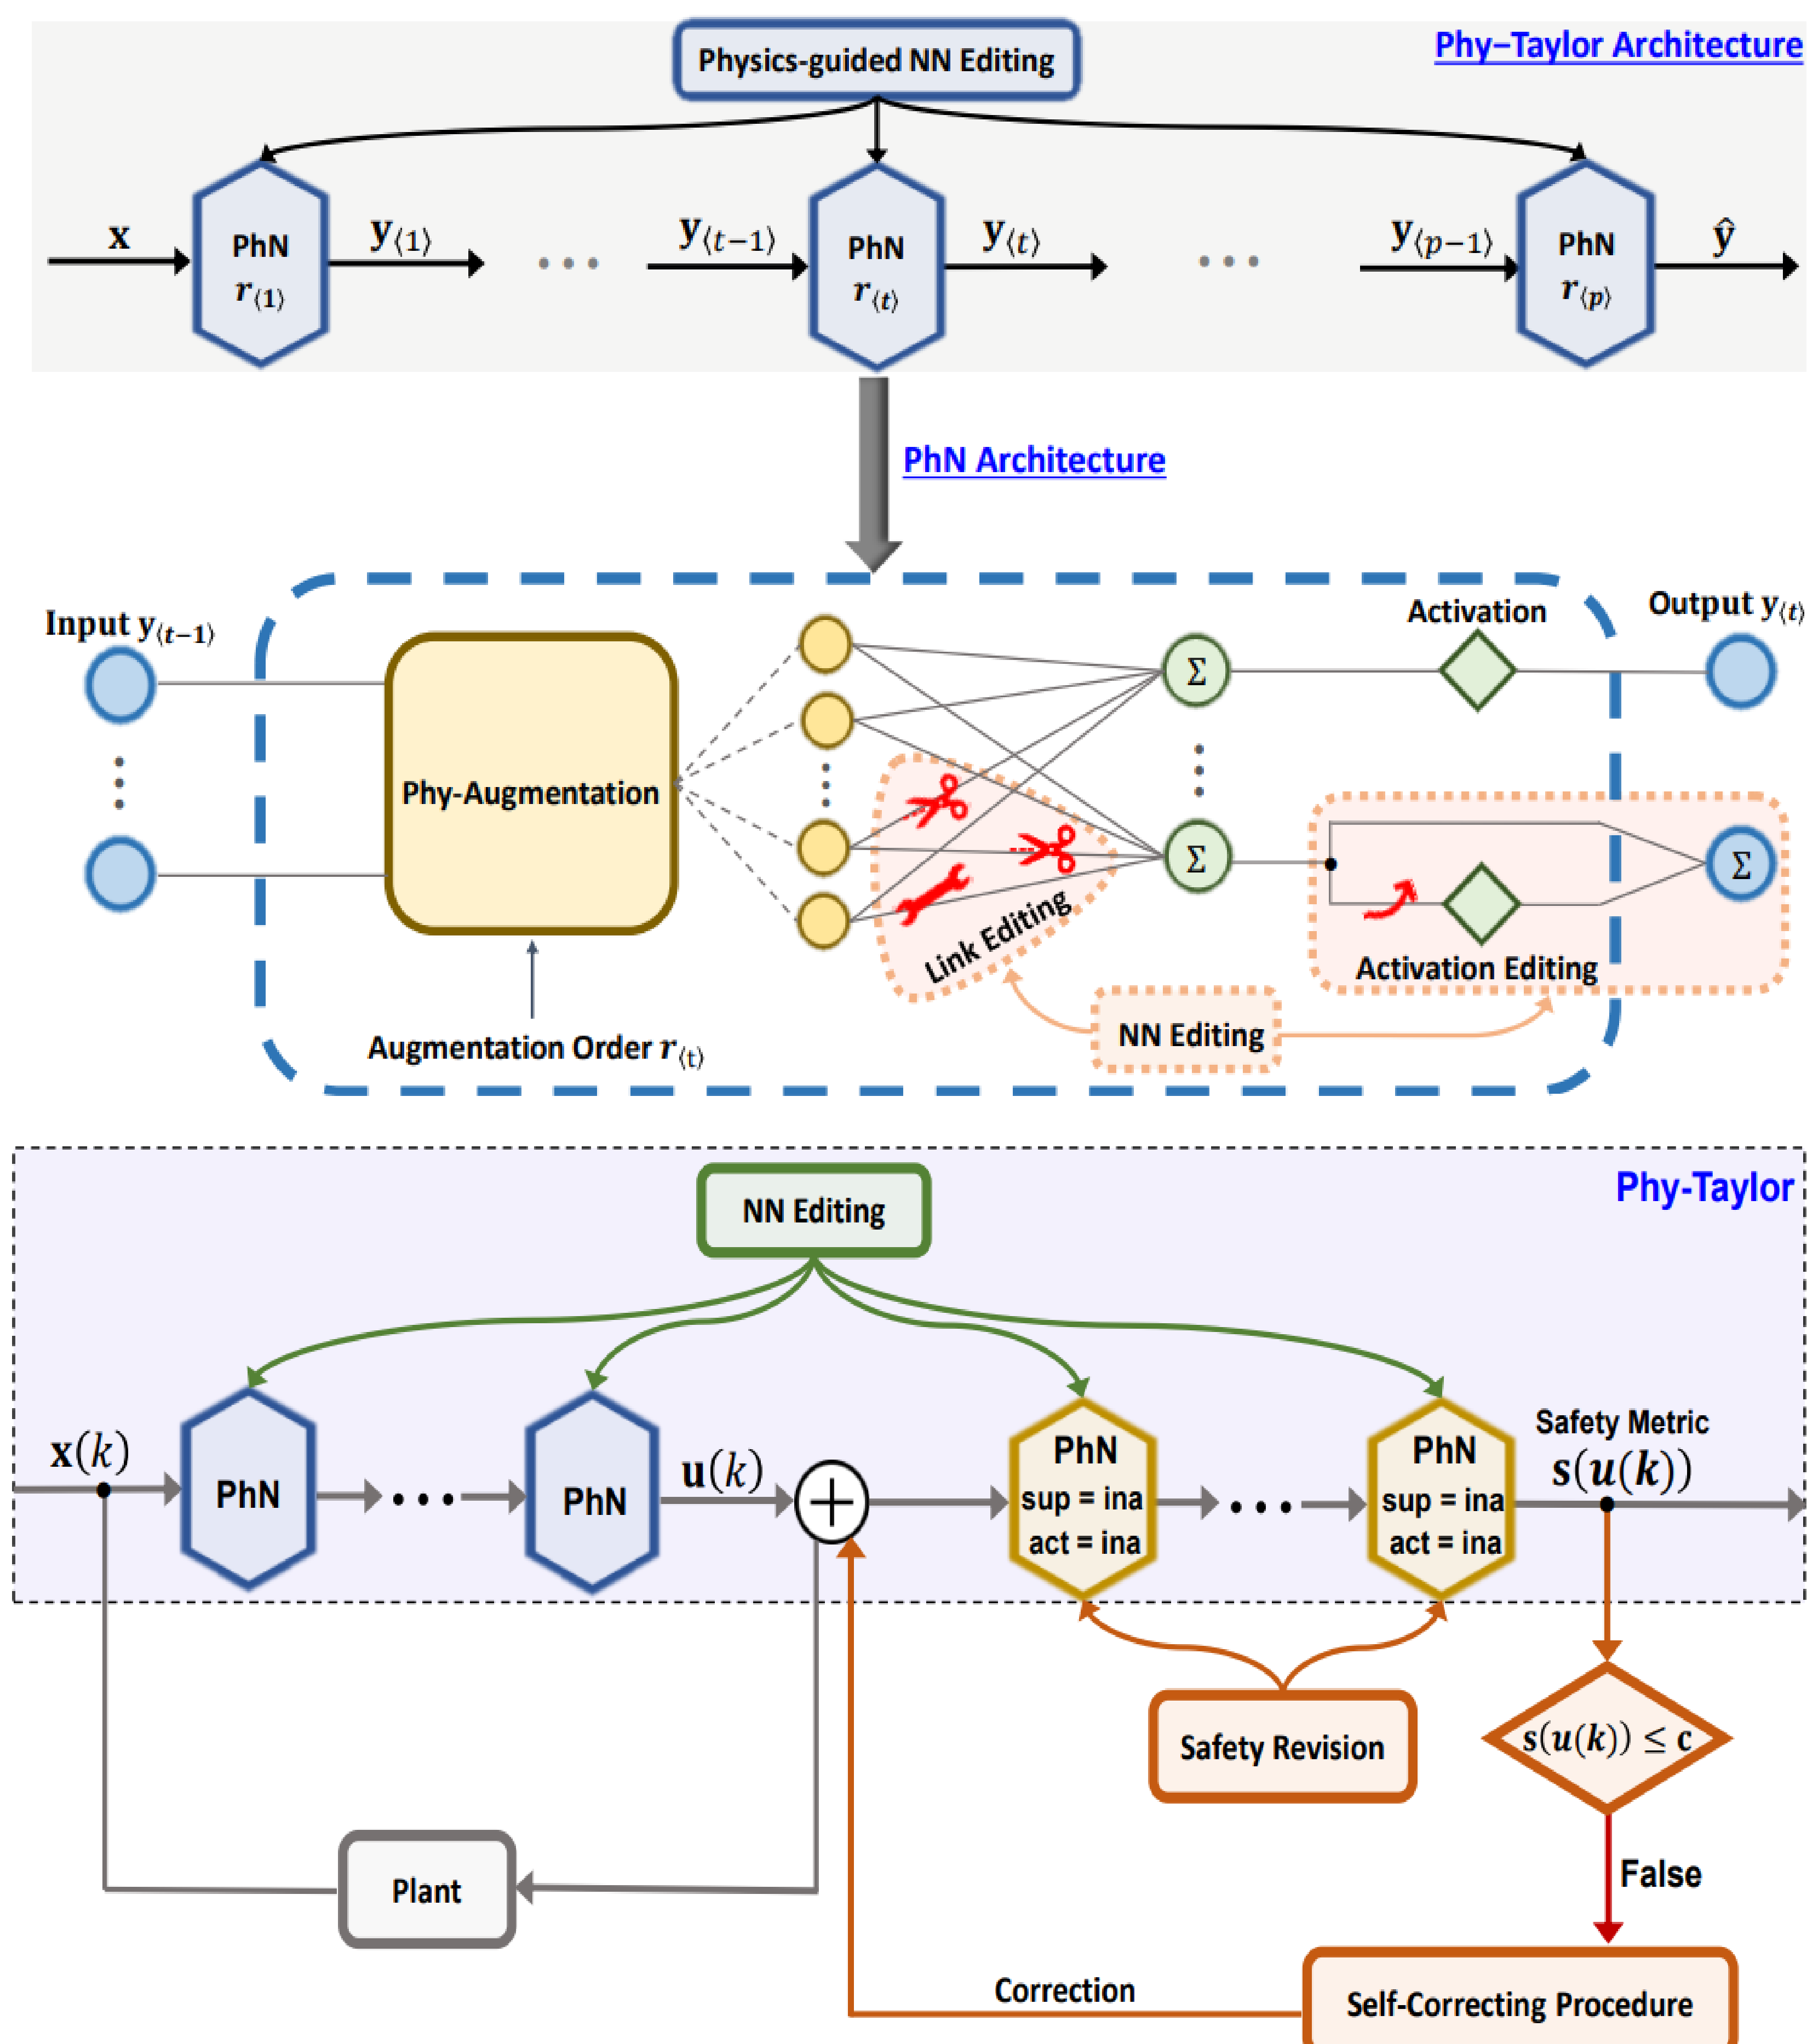 Physics-guided NN Editing
Phy−Taylor Architecture
x
PhN
r⟨1⟩
y⟨1⟩
···
y⟨t−1⟩
PhN
r⟨t⟩
y⟨t⟩
···
y⟨p−1⟩
PhN
r⟨p⟩
ŷ
PhN Architecture
Input y⟨t−1⟩
Activation
Output y⟨t⟩
Σ
Phy-Augmentation
Σ
Σ
Link Editing
Activation Editing
NN Editing
Augmentation Order r⟨t⟩
Phy-Taylor
NN Editing
x(k)
PhN
···
PhN
u(k)
+
PhN
sup = ina
act = ina
···
PhN
sup = ina
act = ina
Safety Metric
s(u(k))
Safety Revision
s(u(k)) ≤ c
False
Plant
Correction
Self-Correcting Procedure